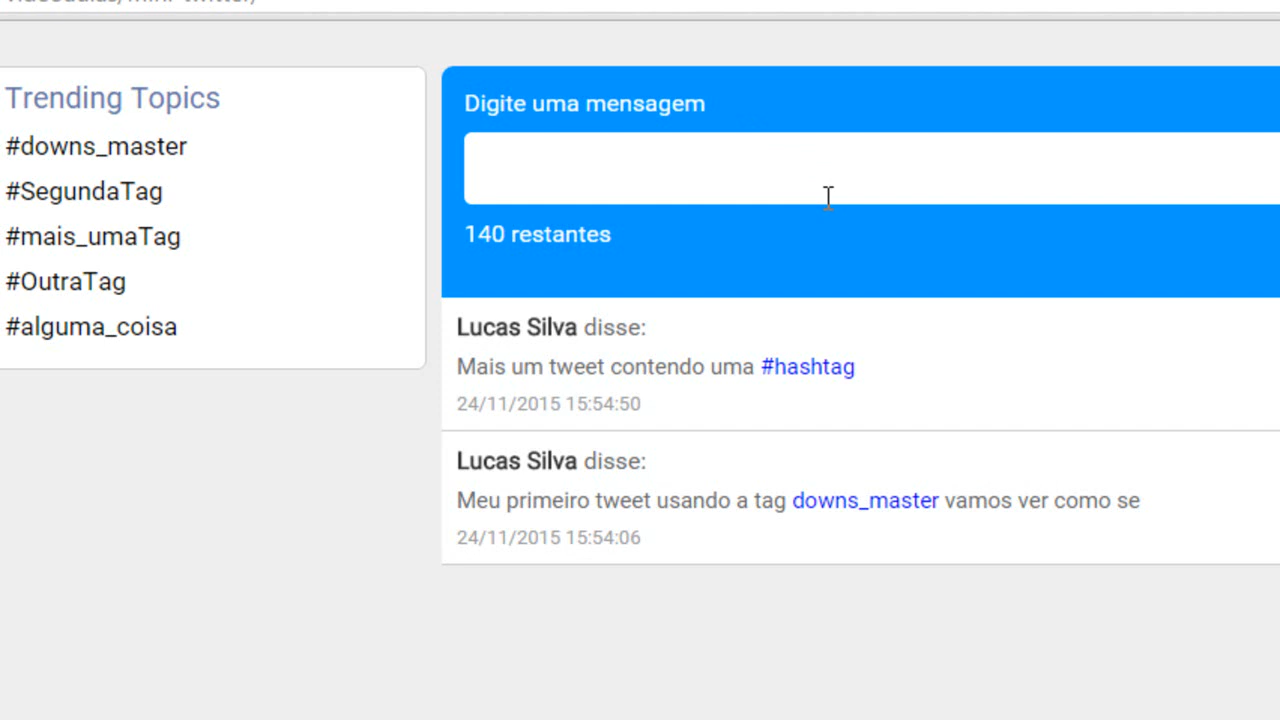 Trending Topics
#downs_master
#SegundaTag
#mais_umaTag
#OutraTag
#alguma_coisa
Digite uma mensagem
140 restantes
Lucas Silva disse:
Mais um tweet contendo uma #hashtag
24/11/2015 15:54:50
Lucas Silva disse:
Meu primeiro tweet usando a tag downs_master vamos ver como se
24/11/2015 15:54:06